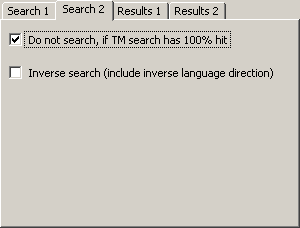 Search 1 Search 2 Results 1 Results 2
Do not search, if TM search has 100% hit
Inverse search (include inverse language direction)